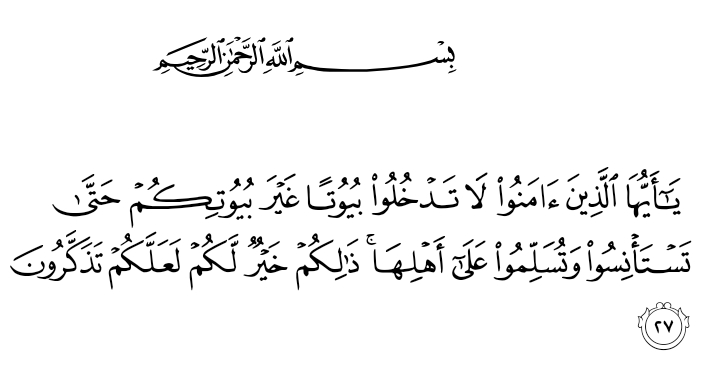 بِسْمِ ٱللَّهِ ٱلرَّحْمَٰنِ ٱلرَّحِيمِ
يَٰٓأَيُّهَا ٱلَّذِينَ ءَامَنُوا۟ لَا تَدْخُلُوا۟ بُيُوتًا غَيْرَ بُيُوتِكُمْ حَتَّىٰ
تَسْتَأْنِسُوا۟ وَتُسَلِّمُوا۟ عَلَىٰٓ أَهْلِهَا ۚ ذَٰلِكُمْ خَيْرٌ لَّكُمْ لَعَلَّكُمْ تَذَكَّرُونَ
٢٧